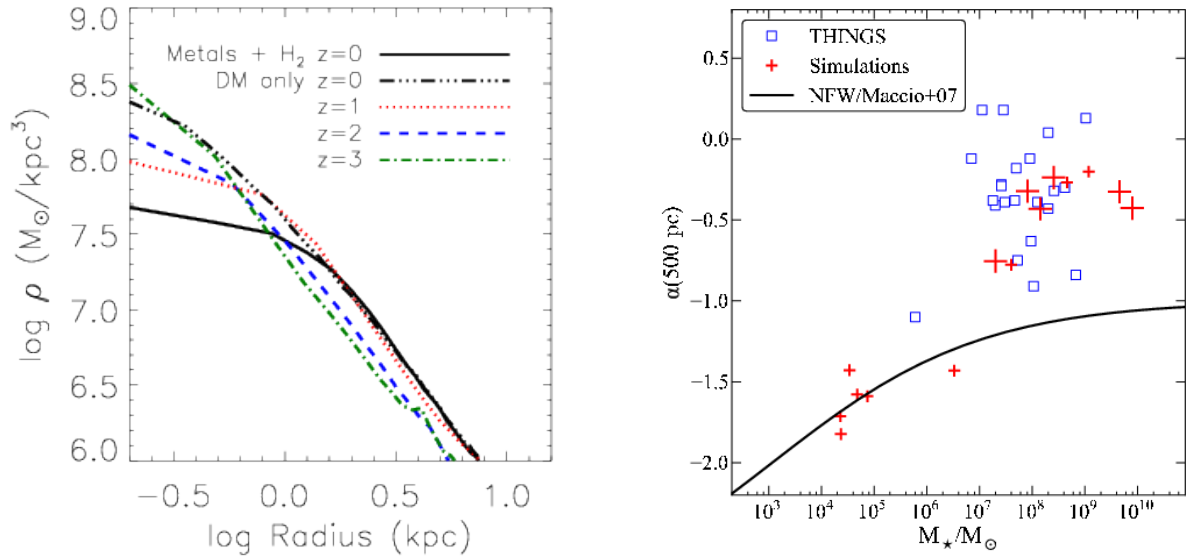 9.0
8.5
8.0
7.5
7.0
6.5
6.0
log ρ (M⊙/kpc³)
Metals + H₂ z=0
DM only z=0
z=1
z=2
z=3
−0.5 0.0 0.5 1.0
log Radius (kpc)
0.5
0.0
−0.5
−1.0
−1.5
−2.0
α(500 pc)
THINGS
Simulations
NFW/Maccio+07
10³ 10⁴ 10⁵ 10⁶ 10⁷ 10⁸ 10⁹ 10¹⁰
M⋆/M⊙